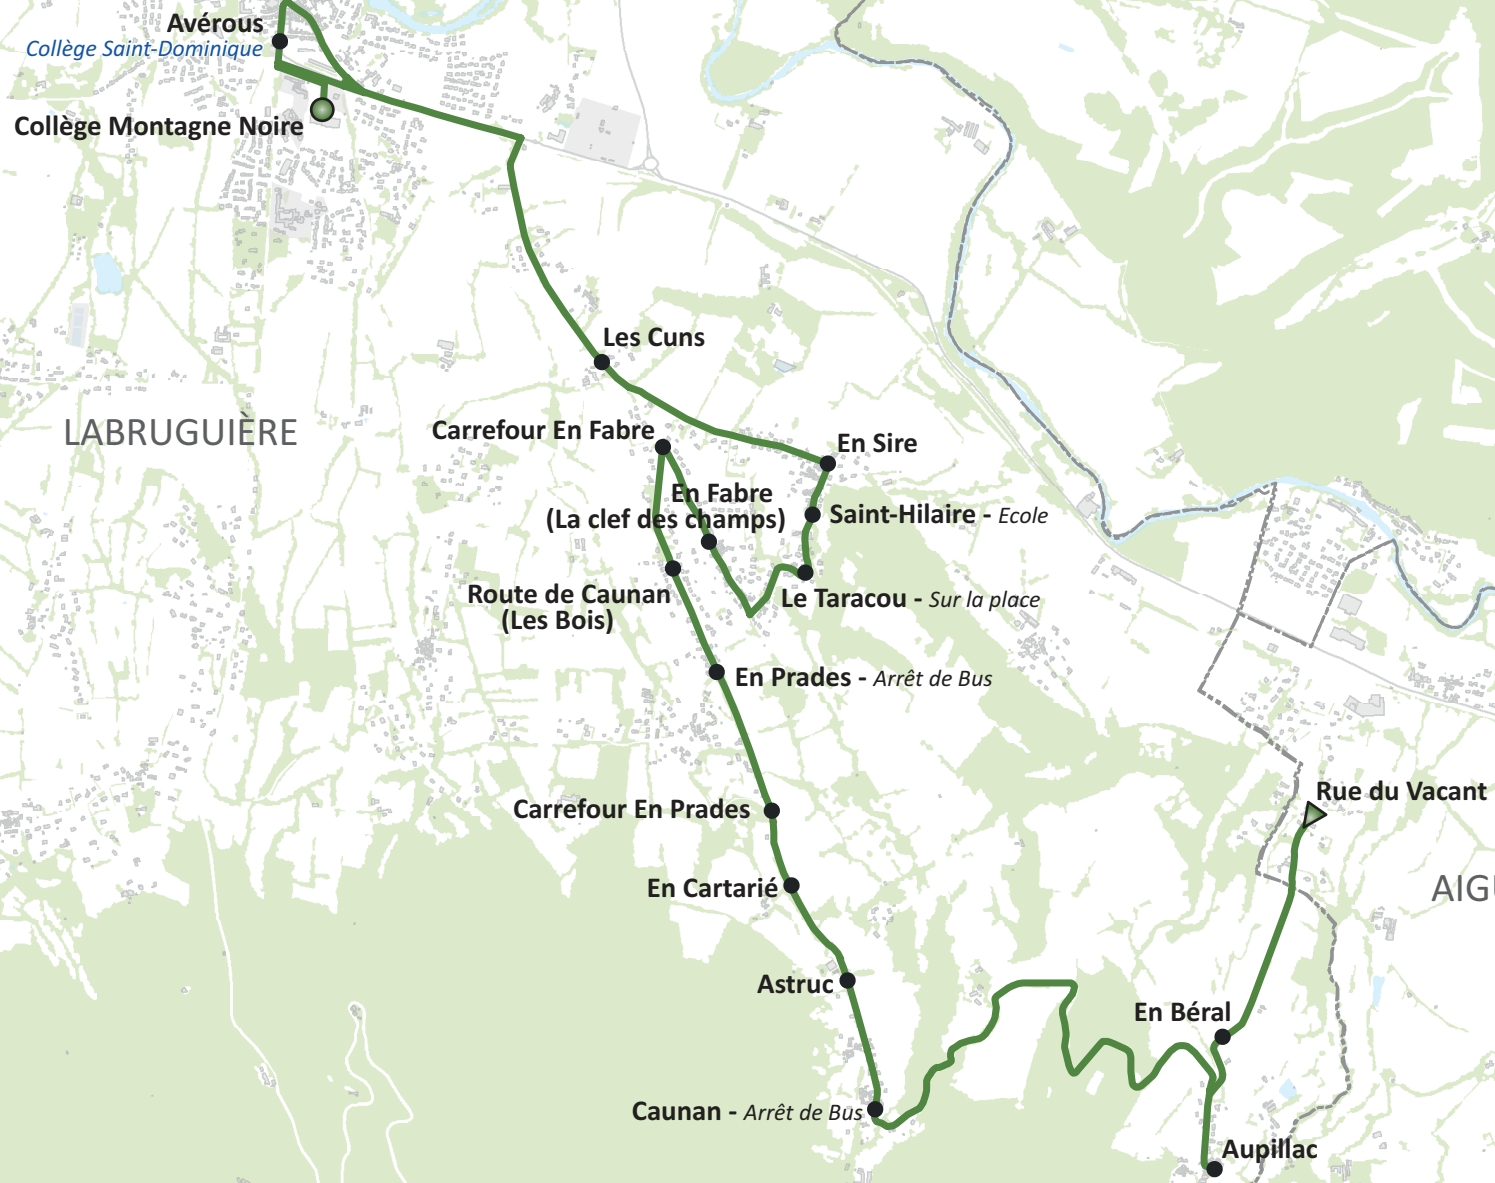 Avérous
Collège Saint-Dominique
Collège Montagne Noire
Les Cuns
LABRUGUIÈRE
Carrefour En Fabre
En Sire
En Fabre
(La clef des champs)
Saint-Hilaire - Ecole
Route de Caunan
(Les Bois)
Le Taracou - Sur la place
En Prades - Arrêt de Bus
Rue du Vacant
Carrefour En Prades
En Cartarié
AIGU
Astruc
En Béral
Caunan - Arrêt de Bus
Aupillac